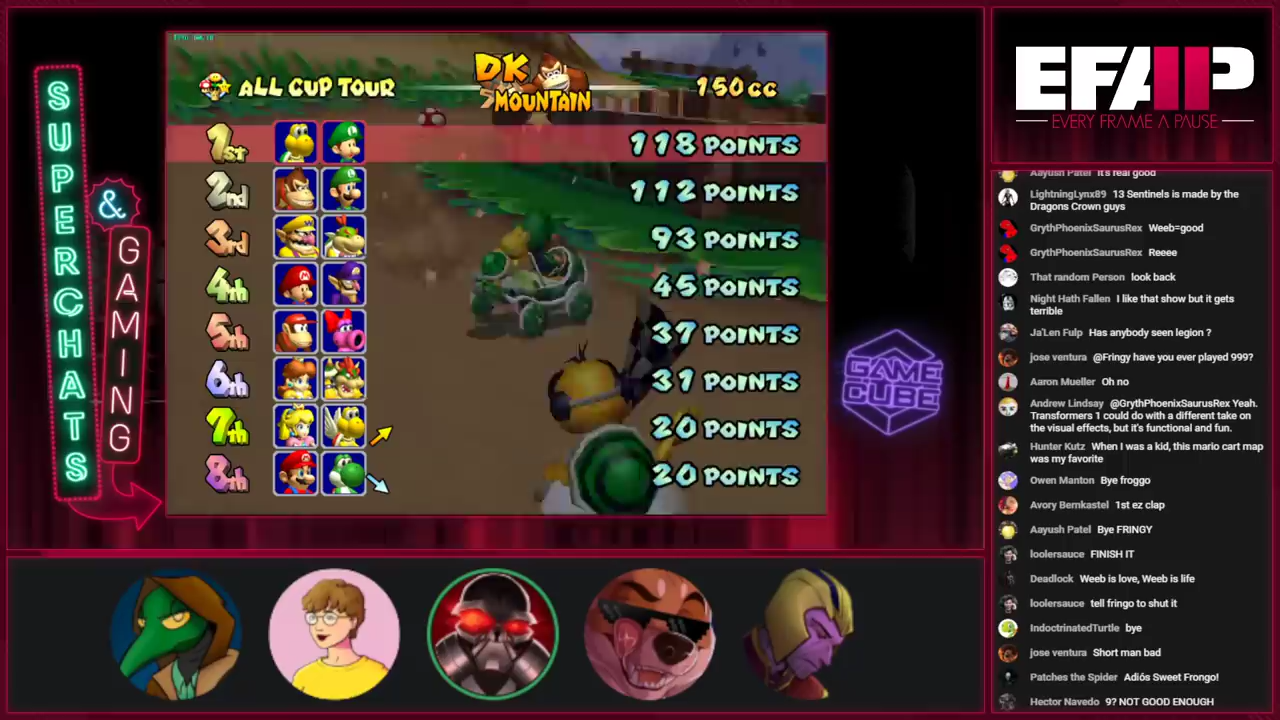 SUPERCHATS
&
GAMING
ALL CUP TOUR
DK MOUNTAIN
150cc
1st 118 POINTS
2nd 112 POINTS
3rd 93 POINTS
4th 45 POINTS
5th 37 POINTS
6th 31 POINTS
7th 20 POINTS
8th 20 POINTS
GAME CUBE
EFAP
EVERY FRAME A PAUSE
Aayush Patel It's real good
LightningLynx89 13 Sentinels is made by the
Dragons Crown guys
GrythPhoenixSaurusRex Weeb=good
GrythPhoenixSaurusRex Reeee
That random Person look back
Night Hath Fallen I like that show but it gets
terrible
Ja'Len Fulp Has anybody seen legion ?
jose ventura @Fringy have you ever played 999?
Aaron Mueller Oh no
Andrew Lindsay @GrythPhoenixSaurusRex Yeah.
Transformers 1 could do with a different take on
the visual effects, but it's functional and fun.
Hunter Kutz When I was a kid, this mario cart map
was my favorite
Owen Manton Bye froggo
Avory Bernkastel 1st ez clap
Aayush Patel Bye FRINGY
loolersauce FINISH IT
Deadlock Weeb is love, Weeb is life
loolersauce tell fringo to shut it
IndoctrinatedTurtle bye
jose ventura Short man bad
Patches the Spider Adiós Sweet Frongo!
Hector Navedo 9? NOT GOOD ENOUGH